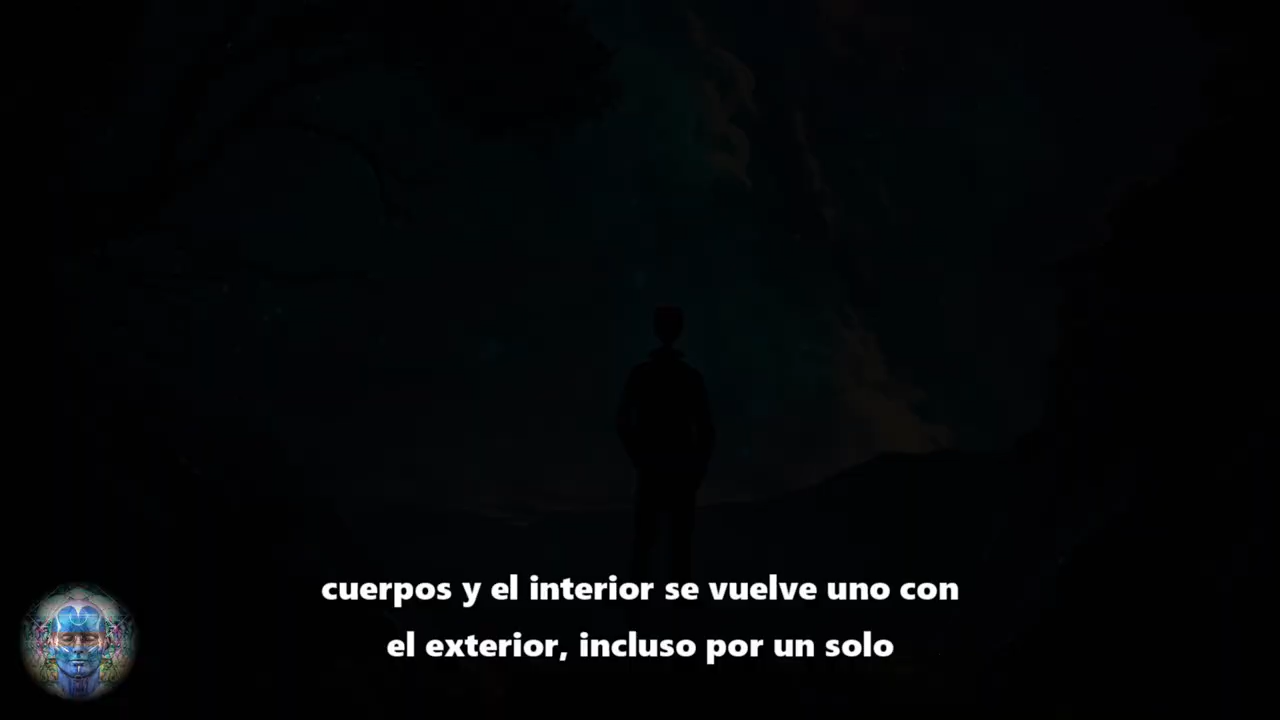 cuerpos y el interior se vuelve uno con
el exterior, incluso por un solo